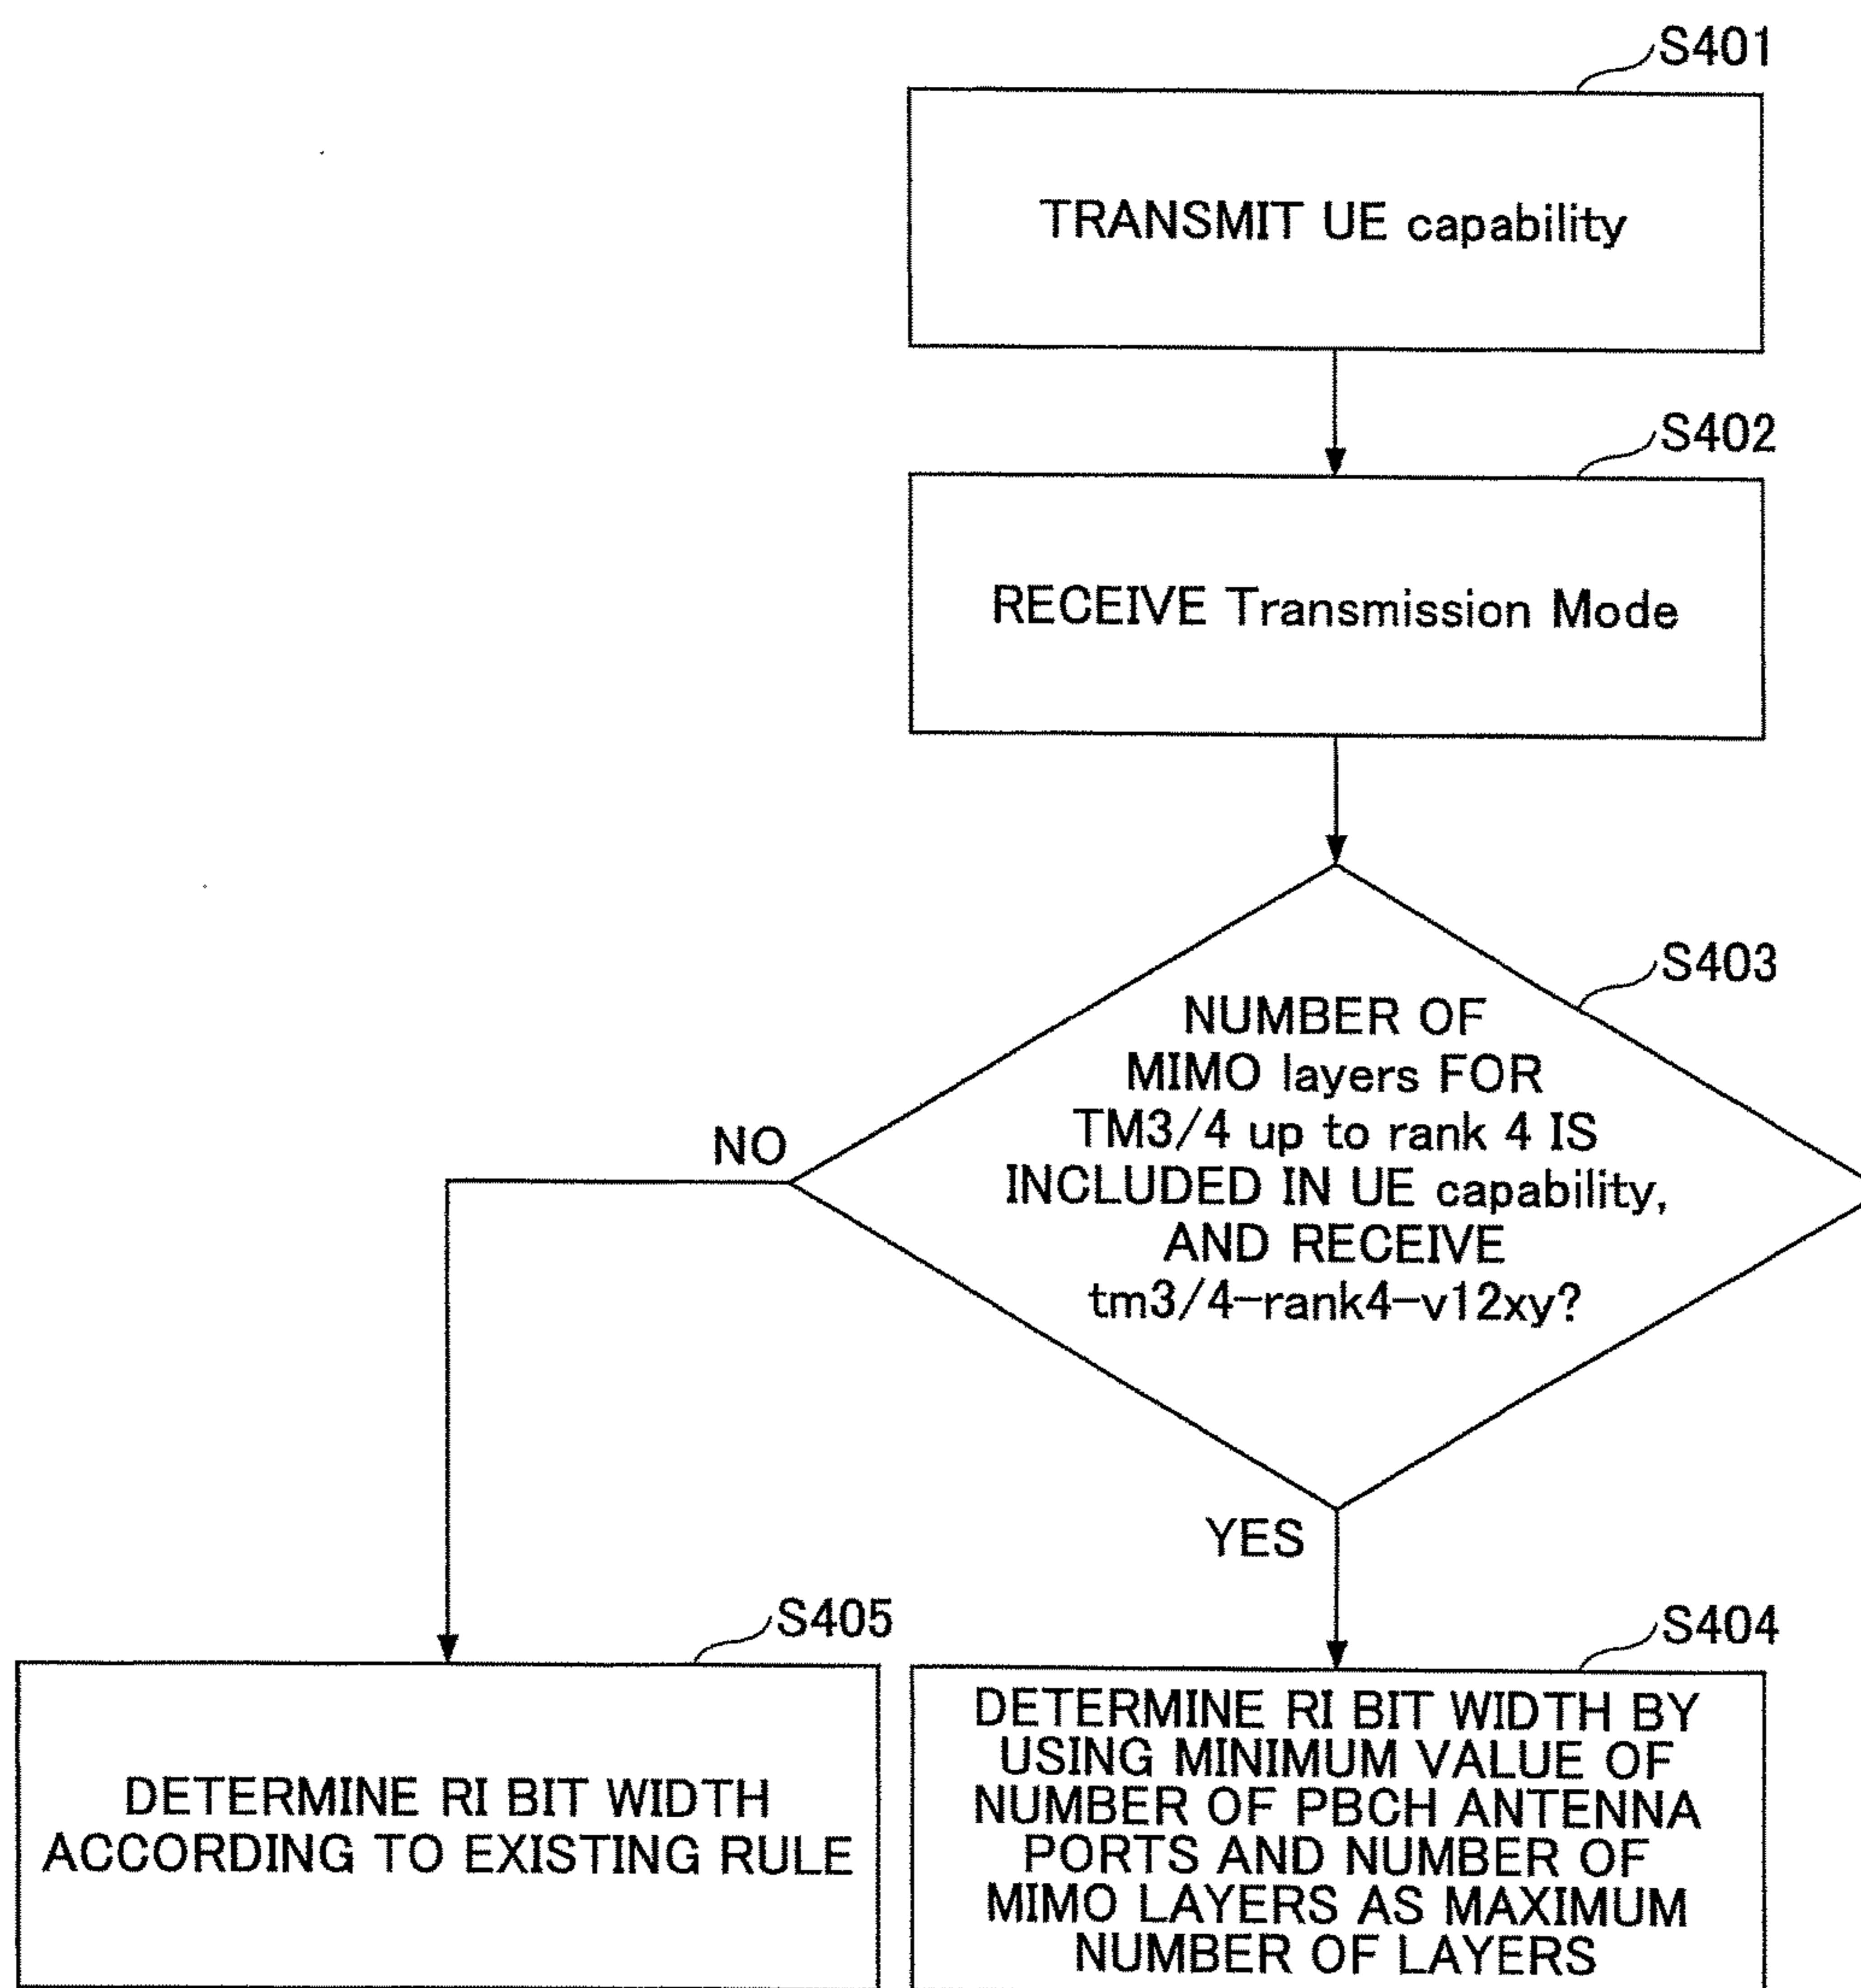 S401
TRANSMIT UE capability
S402
RECEIVE Transmission Mode
S403
NUMBER OF
MIMO layers FOR
TM3/4 up to rank 4 IS
INCLUDED IN UE capability,
AND RECEIVE
tm3/4-rank4-v12xy?
NO
YES
S405
DETERMINE RI BIT WIDTH
ACCORDING TO EXISTING RULE
S404
DETERMINE RI BIT WIDTH BY
USING MINIMUM VALUE OF
NUMBER OF PBCH ANTENNA
PORTS AND NUMBER OF
MIMO LAYERS AS MAXIMUM
NUMBER OF LAYERS